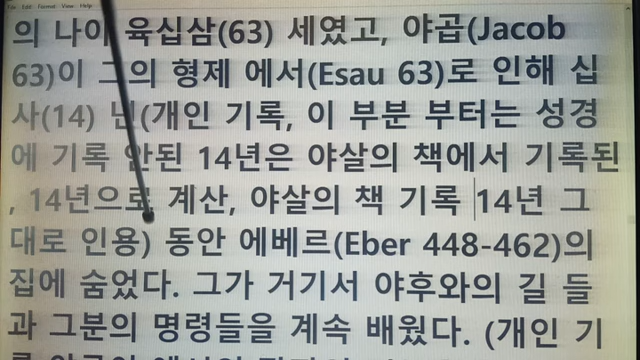 Edit Format View Help
의 나이 육십삼(63) 세였고, 야곱(Jacob
63)이 그의 형제 에서(Esau 63)로 인해 십
사(14) 년(개인 기록, 이 부분 부터는 성경
에 기록 안된 14년은 야살의 책에서 기록된
, 14년으로 계산, 야살의 책 기록 14년 그
대로 인용) 동안 에베르(Eber 448-462)의
집에 숨었다. 그가 거기서 야후와의 길 들
과 그분의 명령들을 계속 배웠다. (개인 기